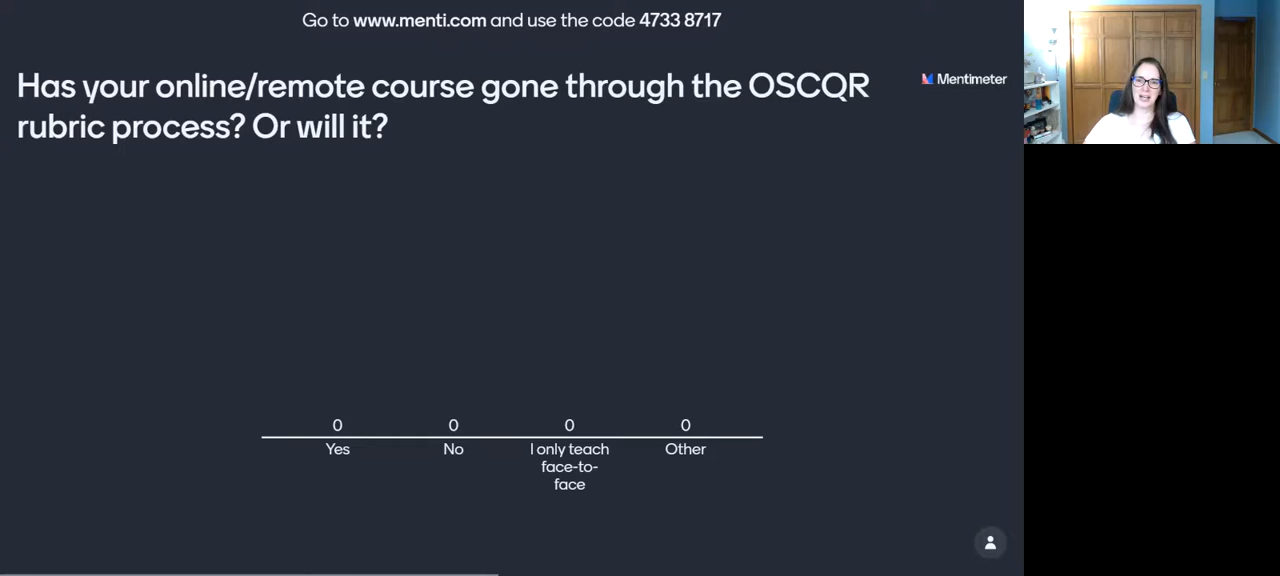 Go to www.menti.com and use the code 4733 8717
Has your online/remote course gone through the OSCQR
rubric process? Or will it?
Mentimeter
0 0 0 0
Yes No I only teach Other
face-to-
face